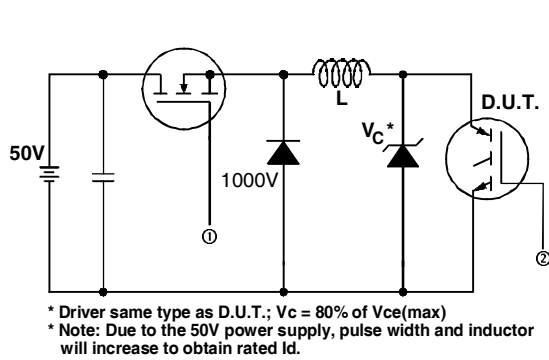 L
D.U.T.
V_C *
50V
1000V
①
②
* Driver same type as D.U.T.; Vc = 80% of Vce(max)
* Note: Due to the 50V power supply, pulse width and inductor
will increase to obtain rated Id.